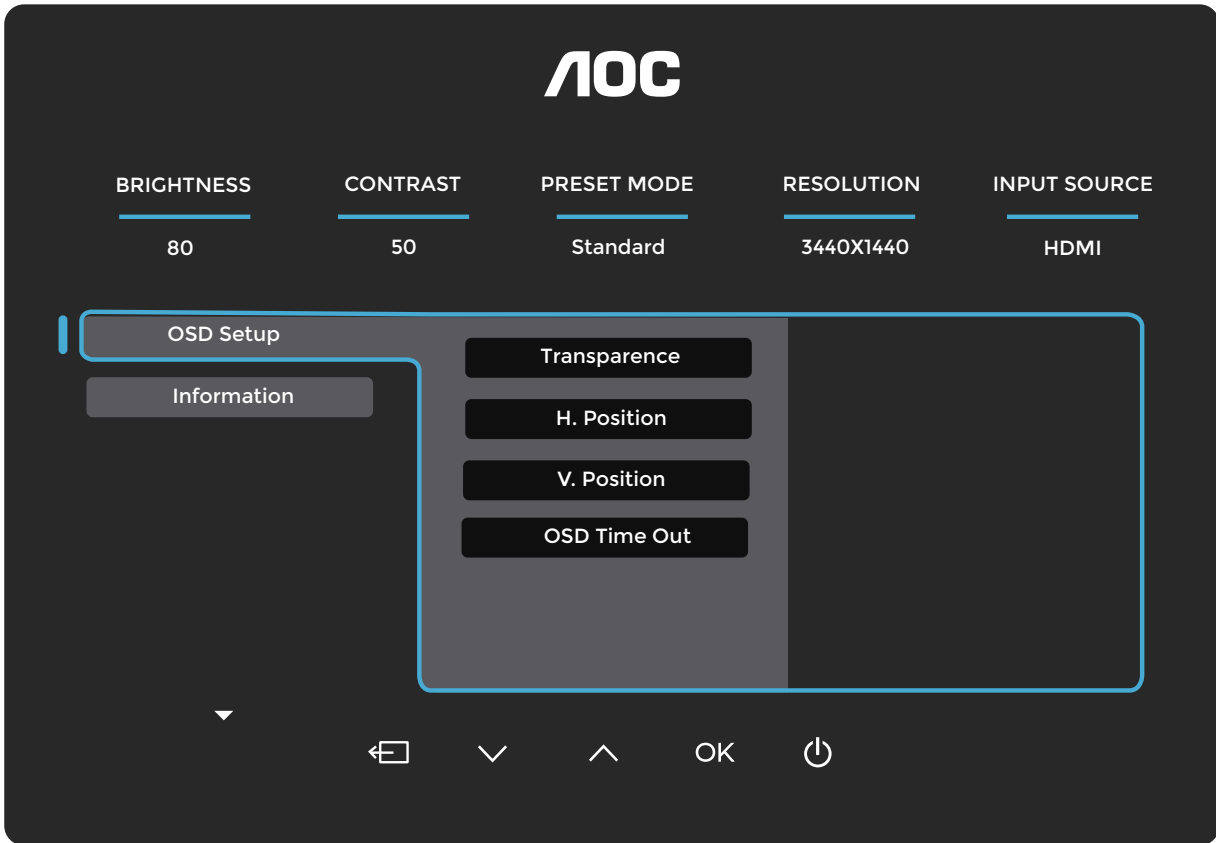 AOC
BRIGHTNESS CONTRAST PRESET MODE RESOLUTION INPUT SOURCE
80 50 Standard 3440X1440 HDMI
OSD Setup
Information
Transparence
H. Position
V. Position
OSD Time Out
OK